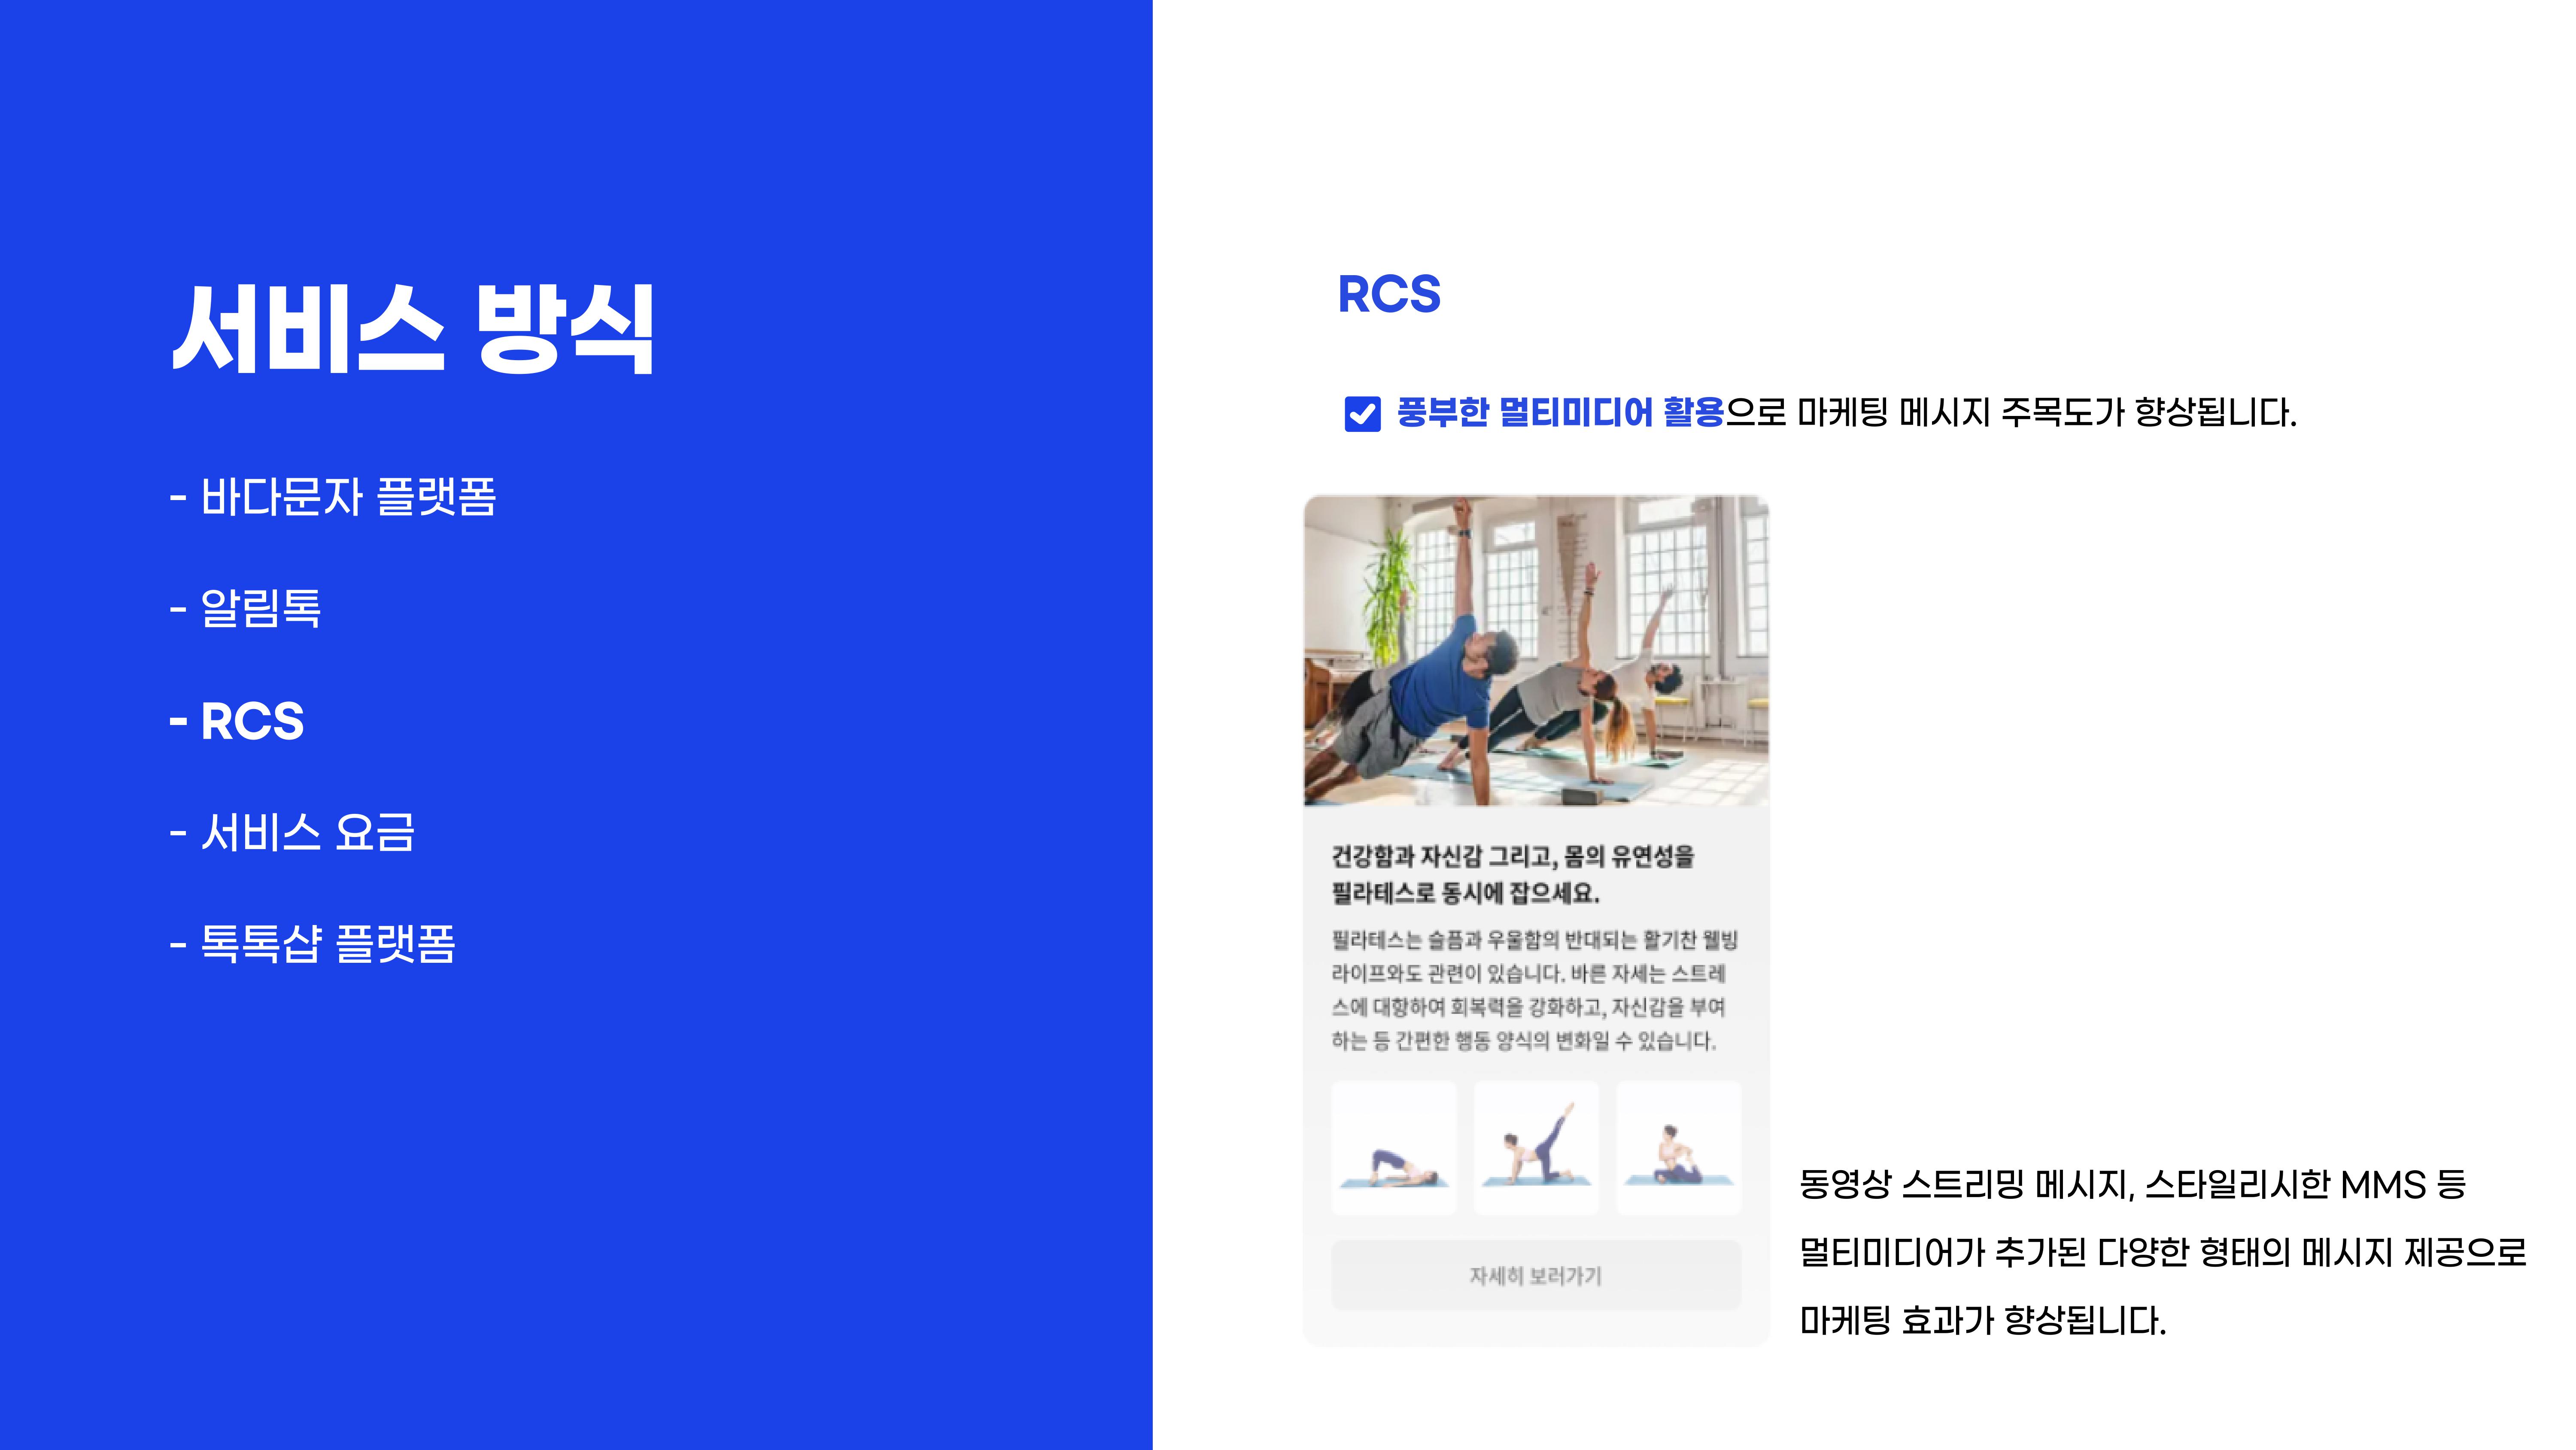 서비스 방식
- 바다문자 플랫폼
- 알림톡
- RCS
- 서비스 요금
- 톡톡샵 플랫폼
RCS
풍부한 멀티미디어 활용으로 마케팅 메시지 주목도가 향상됩니다.
건강함과 자신감 그리고, 몸의 유연성을
필라테스로 동시에 잡으세요.
필라테스는 슬픔과 우울함의 반대되는 활기찬 웰빙
라이프와도 관련이 있습니다. 바른 자세는 스트레
스에 대항하여 회복력을 강화하고, 자신감을 부여
하는 등 간편한 행동 양식의 변화일 수 있습니다.
자세히 보러가기
동영상 스트리밍 메시지, 스타일리시한 MMS 등
멀티미디어가 추가된 다양한 형태의 메시지 제공으로
마케팅 효과가 향상됩니다.